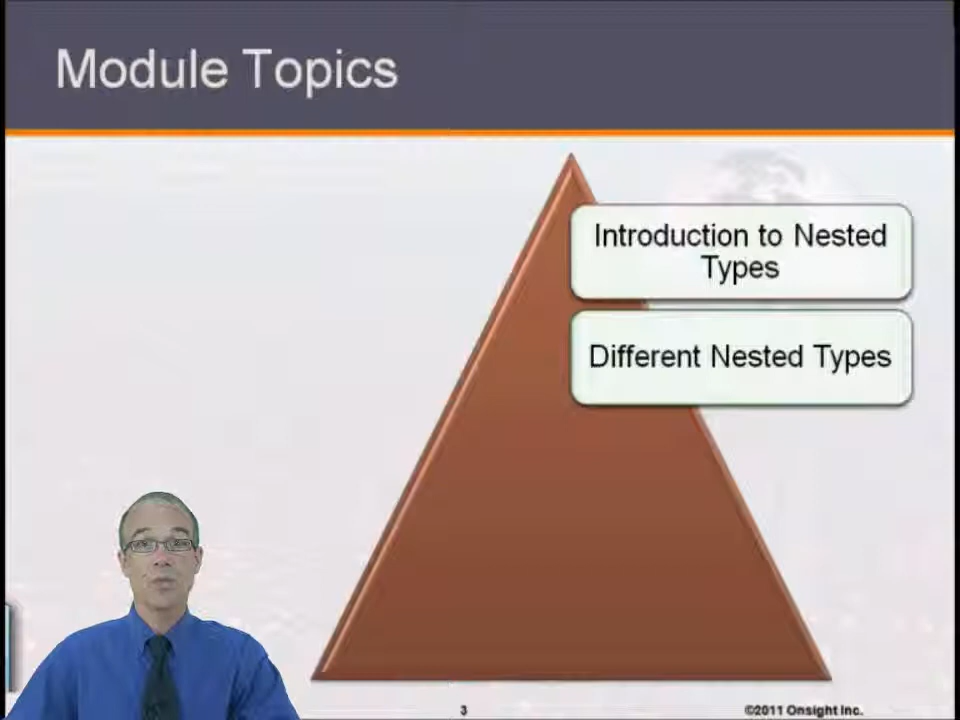 Module Topics
Introduction to Nested
Types
Different Nested Types
3
©2011 Onsight Inc.